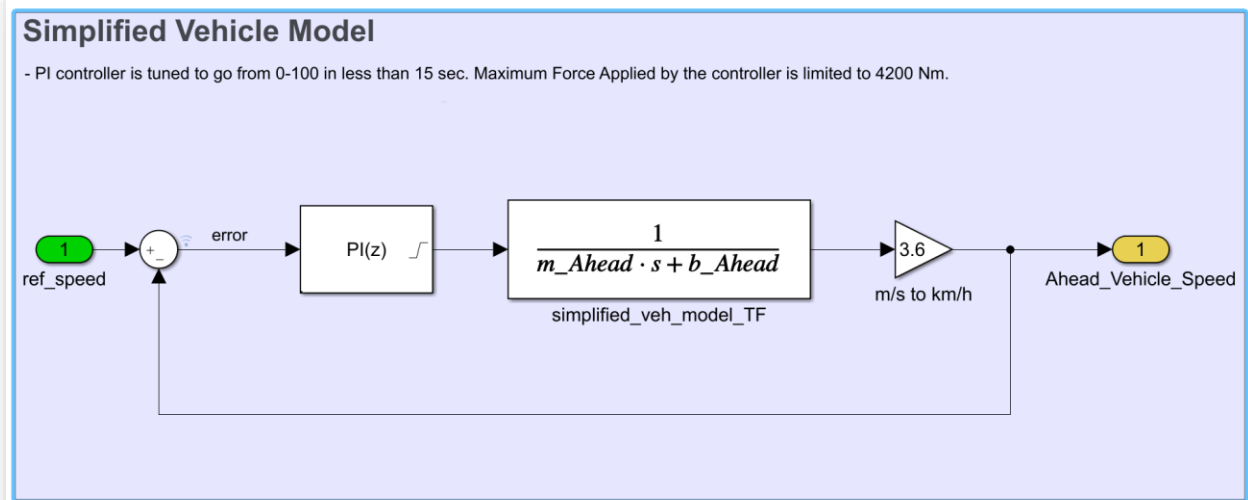 Simplified Vehicle Model
- PI controller is tuned to go from 0-100 in less than 15 sec. Maximum Force Applied by the controller is limited to 4200 Nm.
1
ref_speed
+
-
error
PI(z)
1
m_Ahead · s + b_Ahead
simplified_veh_model_TF
3.6
m/s to km/h
1
Ahead_Vehicle_Speed